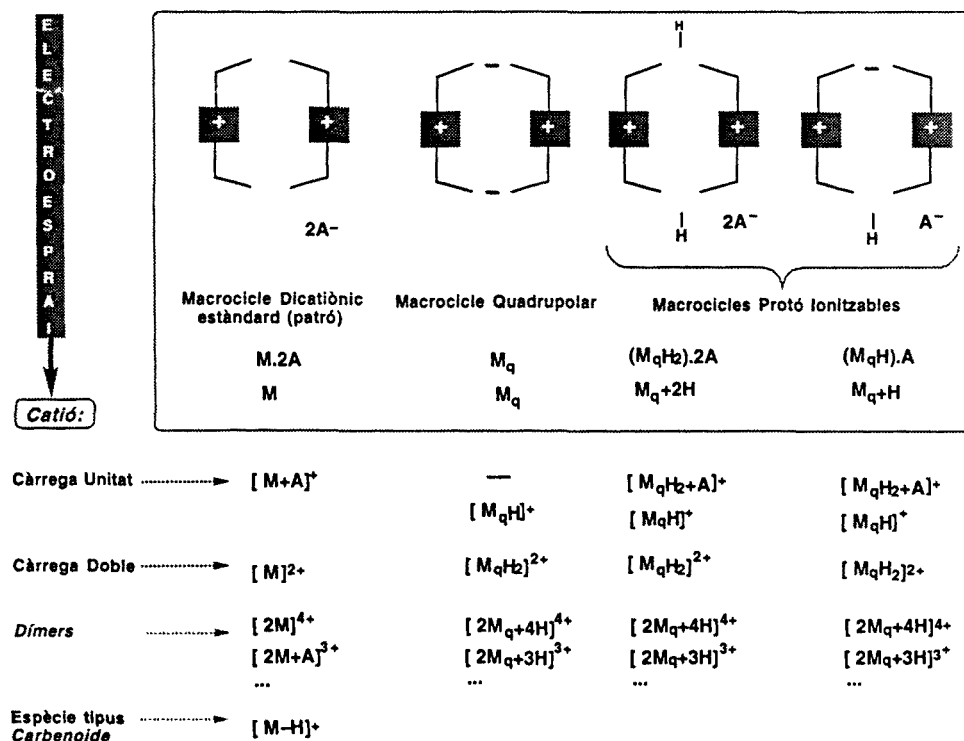 ELECTROESPRAI
H
+ + + + + + + +
H H
2A– 2A– A–
Macrocicle Dicatiònic
estàndard (patró)
Macrocicle Quadrupolar
Macrocicles Protó Ionitzables
M.2A Mq (MqH2).2A (MqH).A
M Mq Mq+2H Mq+H
Catió:
Càrrega Unitat [M+A]+ — [MqH2+A]+ [MqH2+A]+
[MqH]+ [MqH]+ [MqH]+
Càrrega Doble [M]2+ [MqH2]2+ [MqH2]2+ [MqH2]2+
Dímers [2M]4+ [2Mq+4H]4+ [2Mq+4H]4+ [2Mq+4H]4+
[2M+A]3+ [2Mq+3H]3+ [2Mq+3H]3+ [2Mq+3H]3+
... ... ... ...
Espècie tipus
Carbenoide [M–H]+